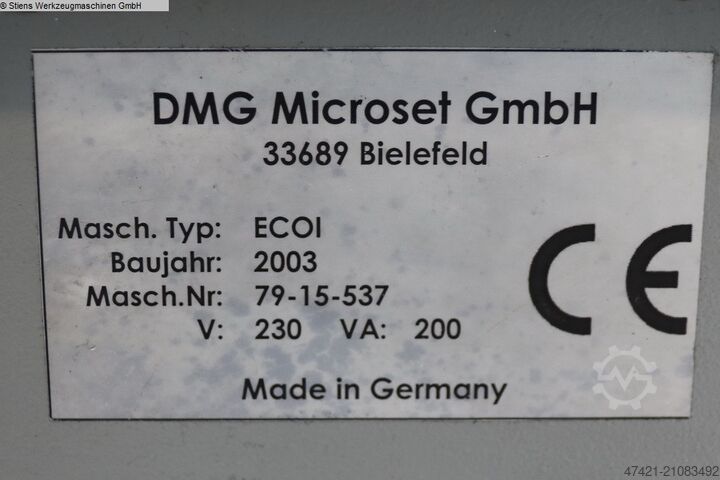 © Stiens Werkzeugmaschinen GmbH
DMG Microset GmbH
33689 Bielefeld
Masch. Typ: ECOI
Baujahr: 2003
Masch.Nr: 79-15-537
V: 230 VA: 200
CE
Made in Germany
47421-21083492